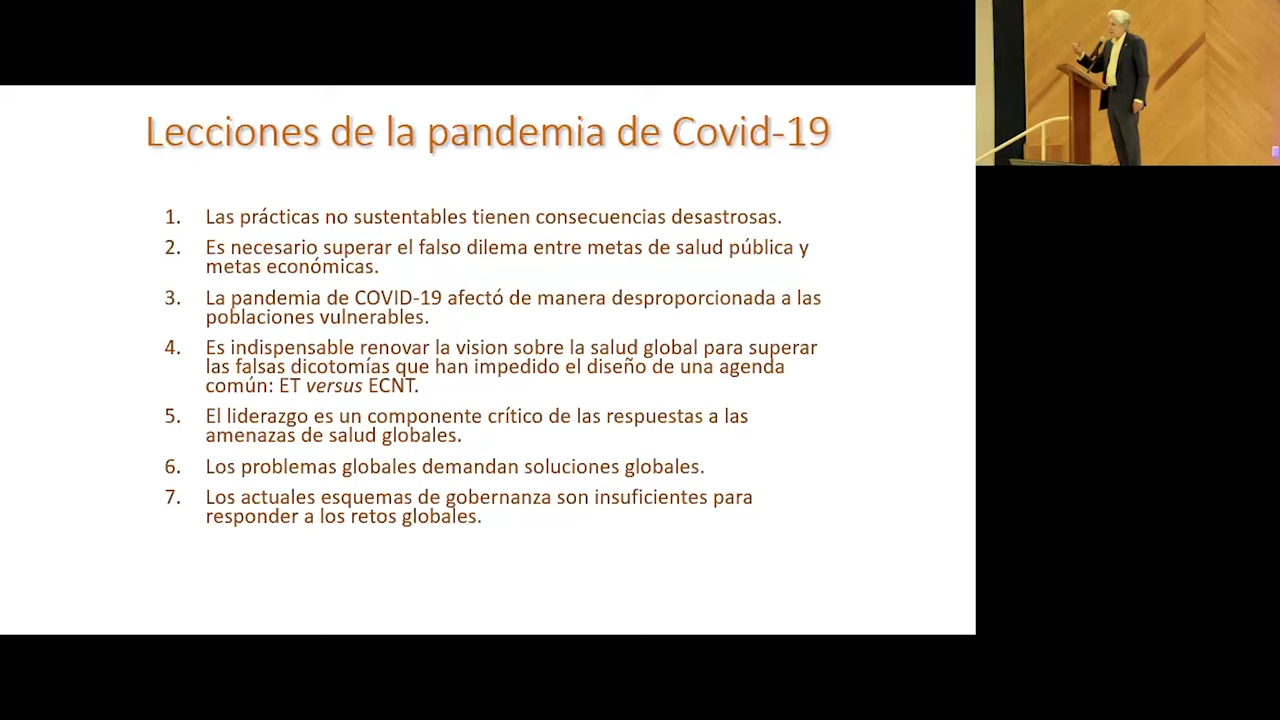 Lecciones de la pandemia de Covid-19
1. Las prácticas no sustentables tienen consecuencias desastrosas.
2. Es necesario superar el falso dilema entre metas de salud pública y
metas económicas.
3. La pandemia de COVID-19 afectó de manera desproporcionada a las
poblaciones vulnerables.
4. Es indispensable renovar la vision sobre la salud global para superar
las falsas dicotomías que han impedido el diseño de una agenda
común: ET versus ECNT.
5. El liderazgo es un componente crítico de las respuestas a las
amenazas de salud globales.
6. Los problemas globales demandan soluciones globales.
7. Los actuales esquemas de gobernanza son insuficientes para
responder a los retos globales.